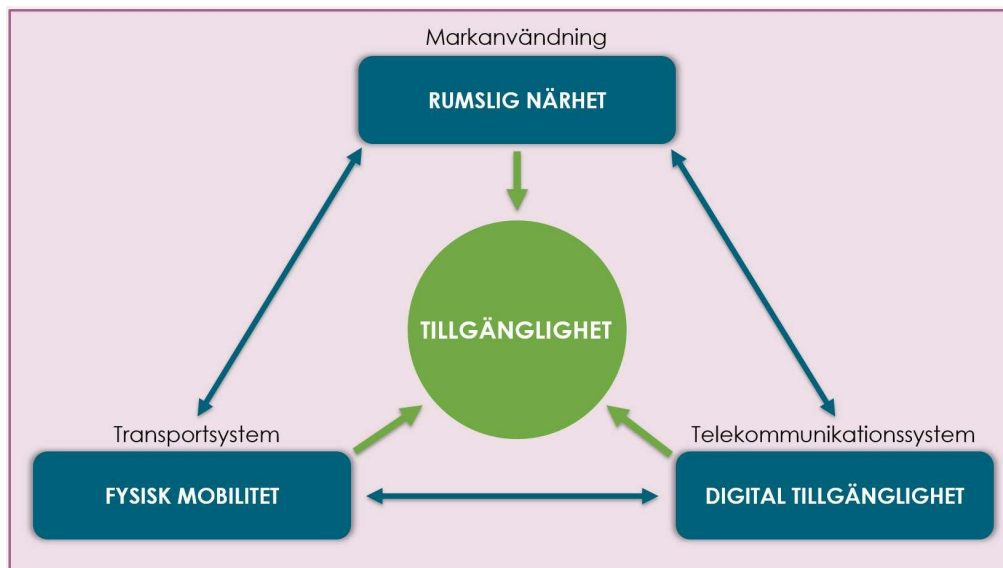 Markanvändning
RUMSLIG NÄRHET
TILLGÄNGLIGHET
Transportsystem
FYSISK MOBILITET
Telekommunikationssystem
DIGITAL TILLGÄNGLIGHET